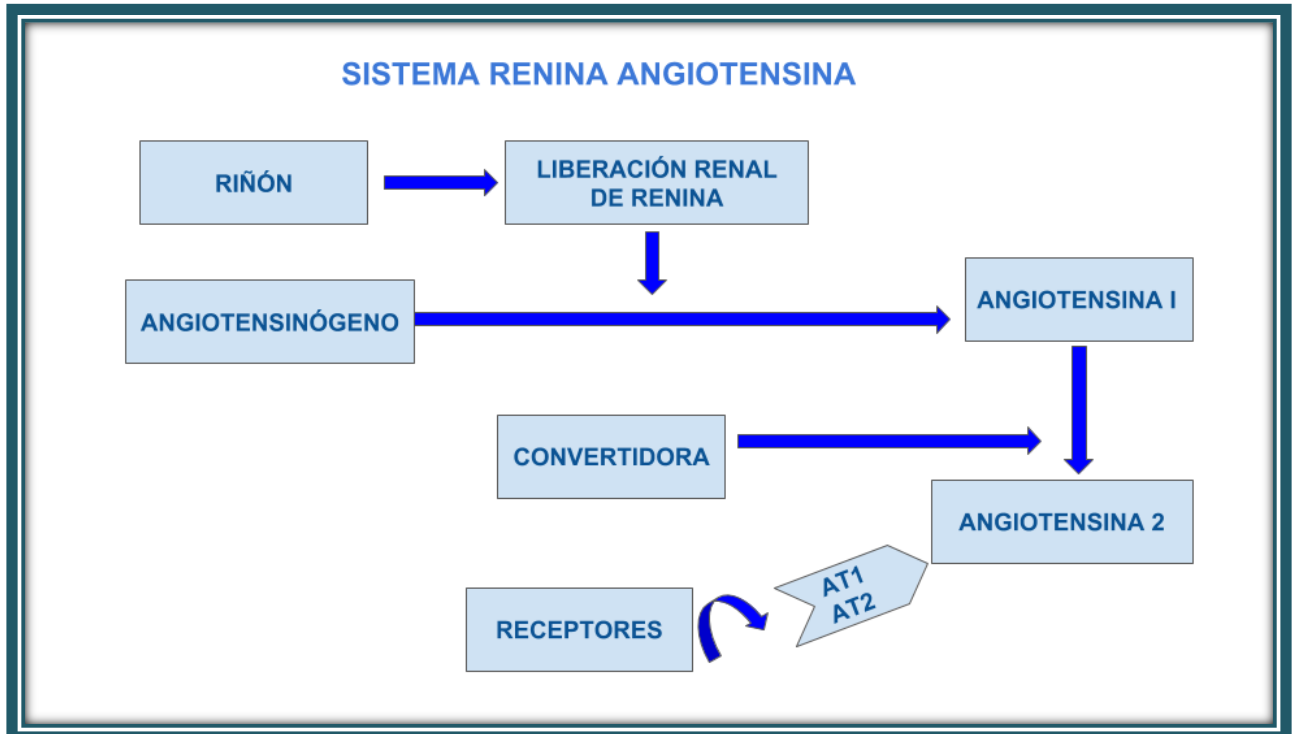 SISTEMA RENINA ANGIOTENSINA
RIÑÓN
LIBERACIÓN RENAL
DE RENINA
ANGIOTENSINÓGENO
ANGIOTENSINA I
CONVERTIDORA
ANGIOTENSINA 2
AT1
AT2
RECEPTORES